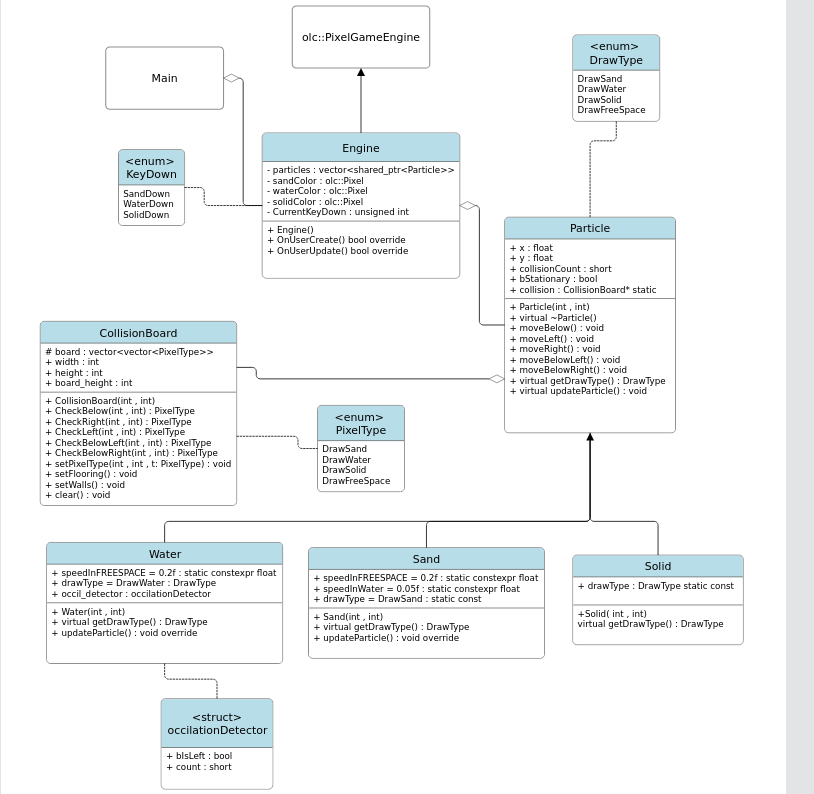 olc::PixelGameEngine
Main
<enum>
DrawType
DrawSand
DrawWater
DrawSolid
DrawFreeSpace
Engine
- particles : vector<shared_ptr<Particle>>
- sandColor : olc::Pixel
- waterColor : olc::Pixel
- solidColor : olc::Pixel
- CurrentKeyDown : unsigned int
+ Engine()
+ OnUserCreate() bool override
+ OnUserUpdate() bool override
<enum>
KeyDown
SandDown
WaterDown
SolidDown
Particle
+ x : float
+ y : float
+ collisionCount : short
+ bStationary : bool
+ collision : CollisionBoard* static
+ Particle(int , int)
+ virtual ~Particle()
+ moveBelow() : void
+ moveLeft() : void
+ moveRight() : void
+ moveBelowLeft() : void
+ moveBelowRight() : void
+ virtual getDrawType() : DrawType
+ virtual updateParticle() : void
CollisionBoard
# board : vector<vector<PixelType>>
+ width : int
+ height : int
+ board_height : int
+ CollisionBoard(int , int)
+ CheckBelow(int , int) : PixelType
+ CheckRight(int , int) : PixelType
+ CheckLeft(int , int) : PixelType
+ CheckBelowLeft(int , int) : PixelType
+ CheckBelowRight(int , int) : PixelType
+ setPixelType(int , int , t: PixelType) : void
+ setFlooring() : void
+ setWalls() : void
+ clear() : void
<enum>
PixelType
DrawSand
DrawWater
DrawSolid
DrawFreeSpace
Water
+ speedInFREESPACE = 0.2f : static constexpr float
+ drawType = DrawWater : DrawType
+ occil_detector : occilationDetector
+ Water(int , int)
+ virtual getDrawType() : DrawType
+ updateParticle() : void override
Sand
+ speedInFREESPACE = 0.2f : static constexpr float
+ speedInWater = 0.05f : static constexpr float
+ drawType = DrawSand : static const
+ Sand(int , int)
+ virtual getDrawType() : DrawType
+ updateParticle() : void override
Solid
+ drawType : DrawType static const
+Solid( int , int)
virtual getDrawType() : DrawType
<struct>
occilationDetector
+ bIsLeft : bool
+ count : short